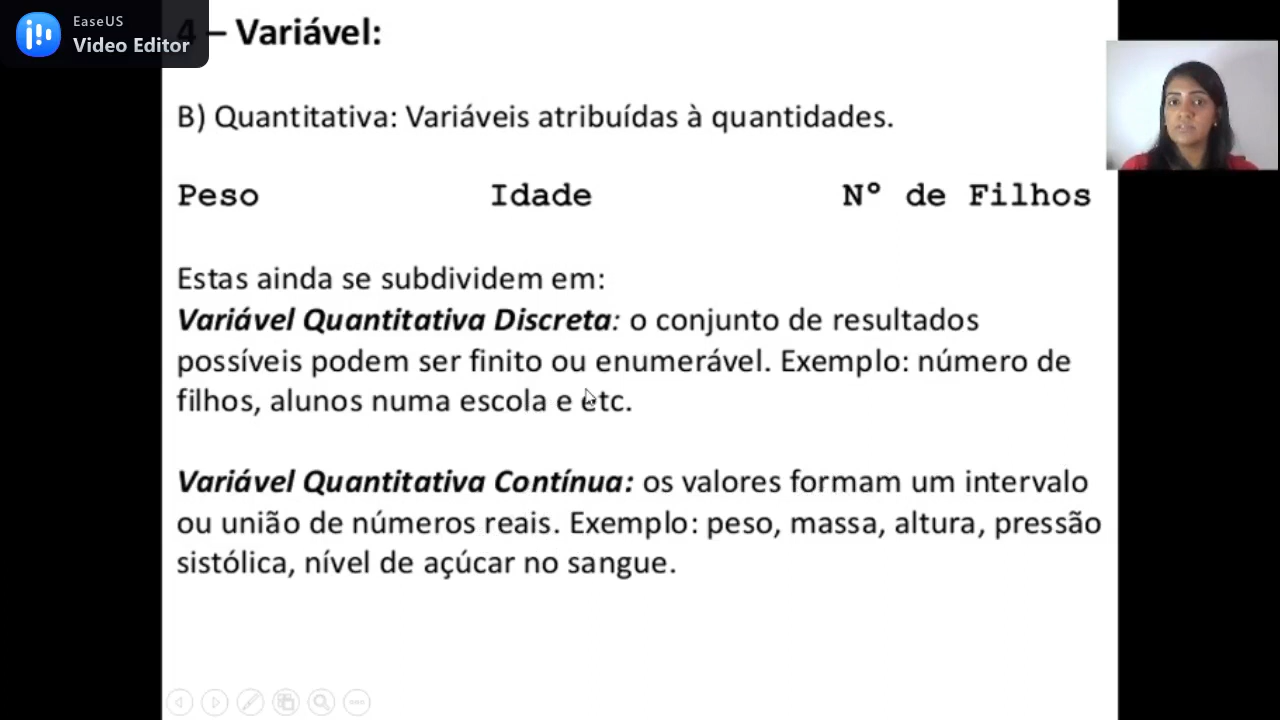 EaseUS
Video Editor
4 – Variável:
B) Quantitativa: Variáveis atribuídas à quantidades.
Peso Idade Nº de Filhos
Estas ainda se subdividem em:
Variável Quantitativa Discreta: o conjunto de resultados
possíveis podem ser finito ou enumerável. Exemplo: número de
filhos, alunos numa escola e etc.
Variável Quantitativa Contínua: os valores formam um intervalo
ou união de números reais. Exemplo: peso, massa, altura, pressão
sistólica, nível de açúcar no sangue.